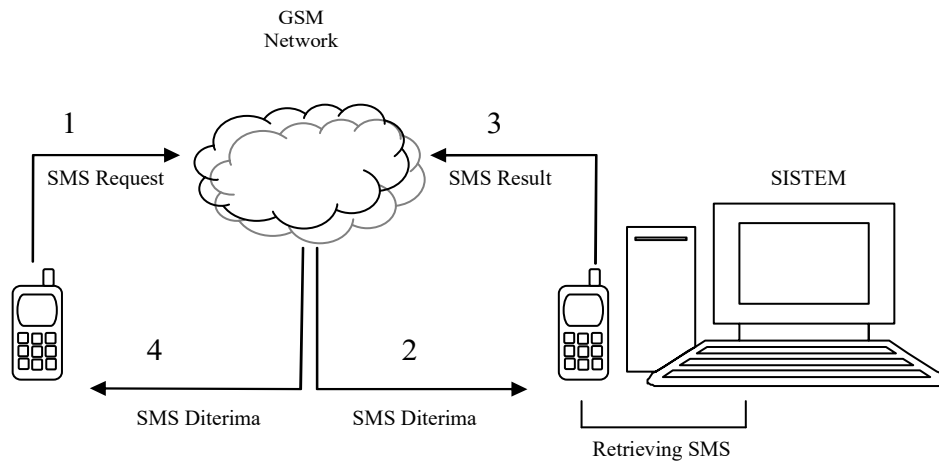 GSM
Network
1
3
SMS Request
SMS Result
SISTEM
4
2
SMS Diterima
SMS Diterima
Retrieving SMS